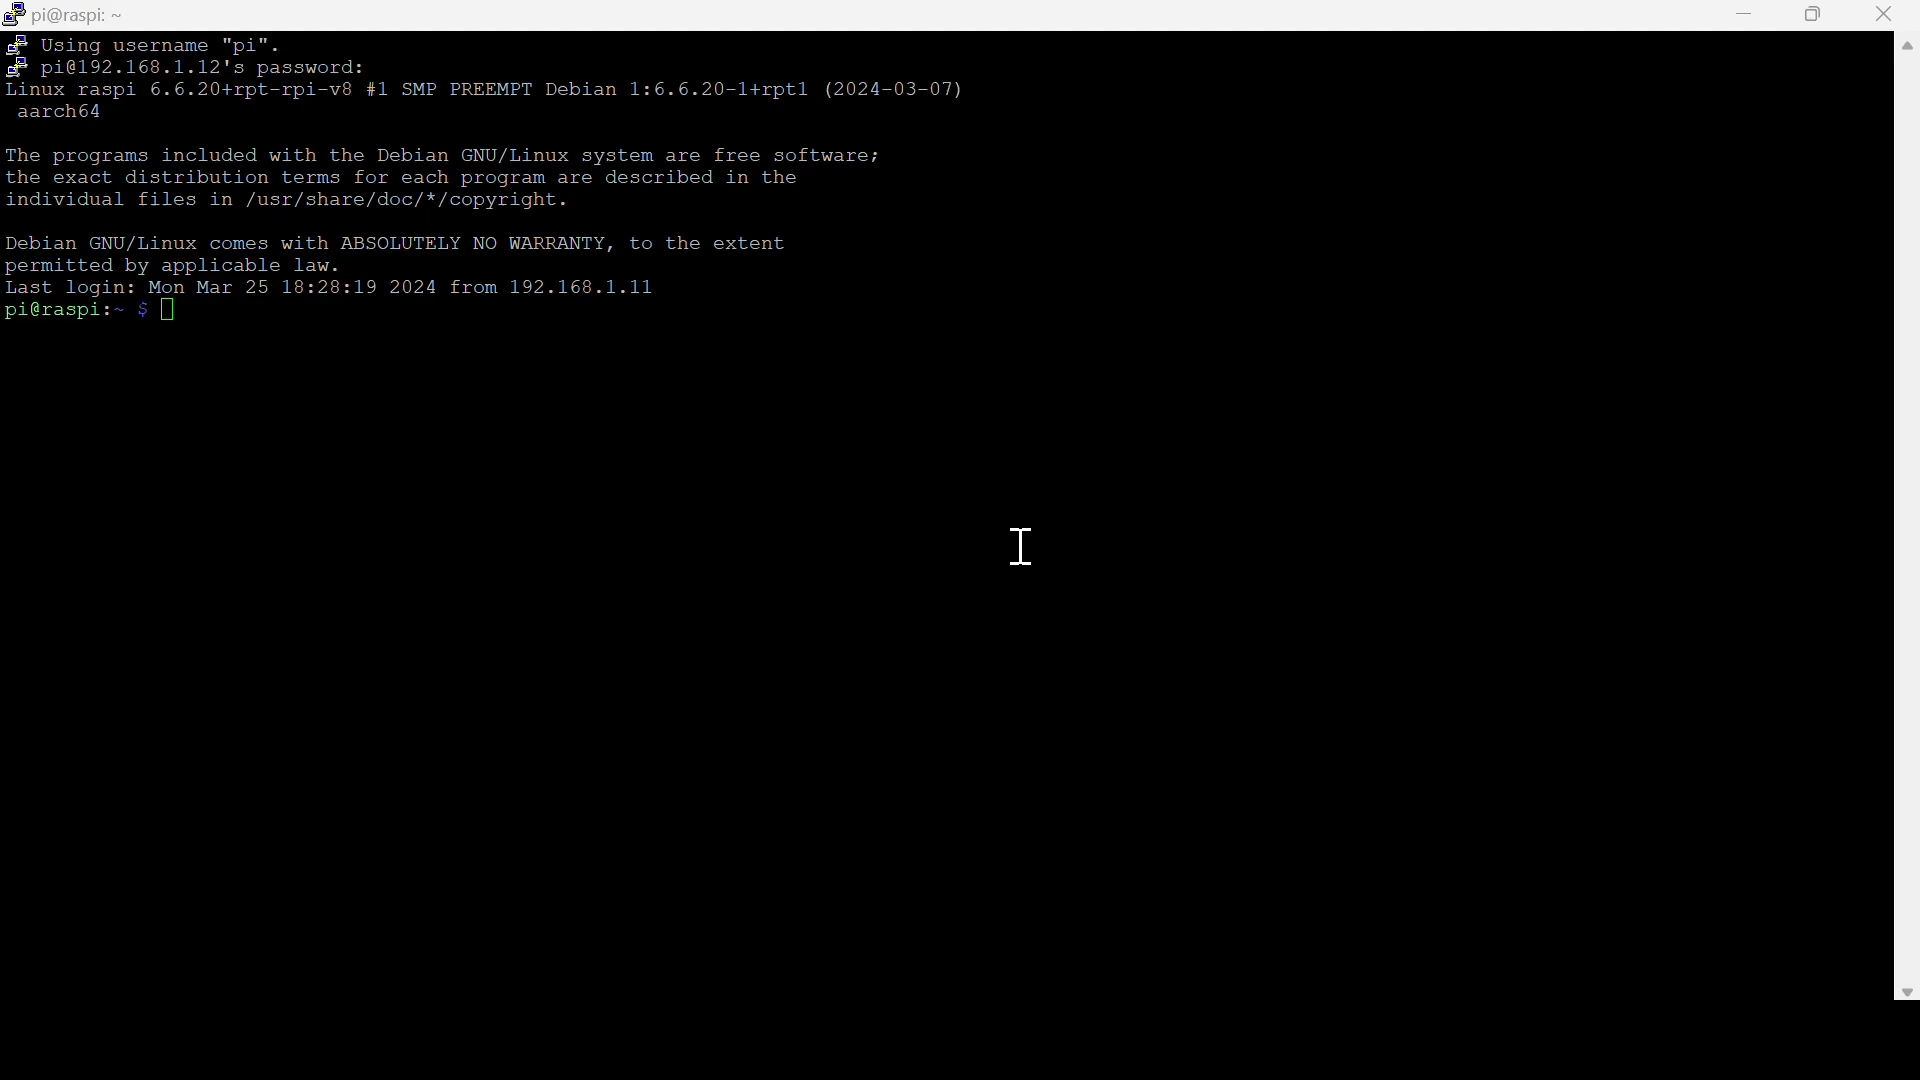 pi@raspi: ~
Using username "pi".
pi@192.168.1.12's password:
Linux raspi 6.6.20+rpt-rpi-v8 #1 SMP PREEMPT Debian 1:6.6.20-1+rpt1 (2024-03-07)
aarch64
The programs included with the Debian GNU/Linux system are free software;
the exact distribution terms for each program are described in the
individual files in /usr/share/doc/*/copyright.
Debian GNU/Linux comes with ABSOLUTELY NO WARRANTY, to the extent
permitted by applicable law.
Last login: Mon Mar 25 18:28:19 2024 from 192.168.1.11
pi@raspi:~ $